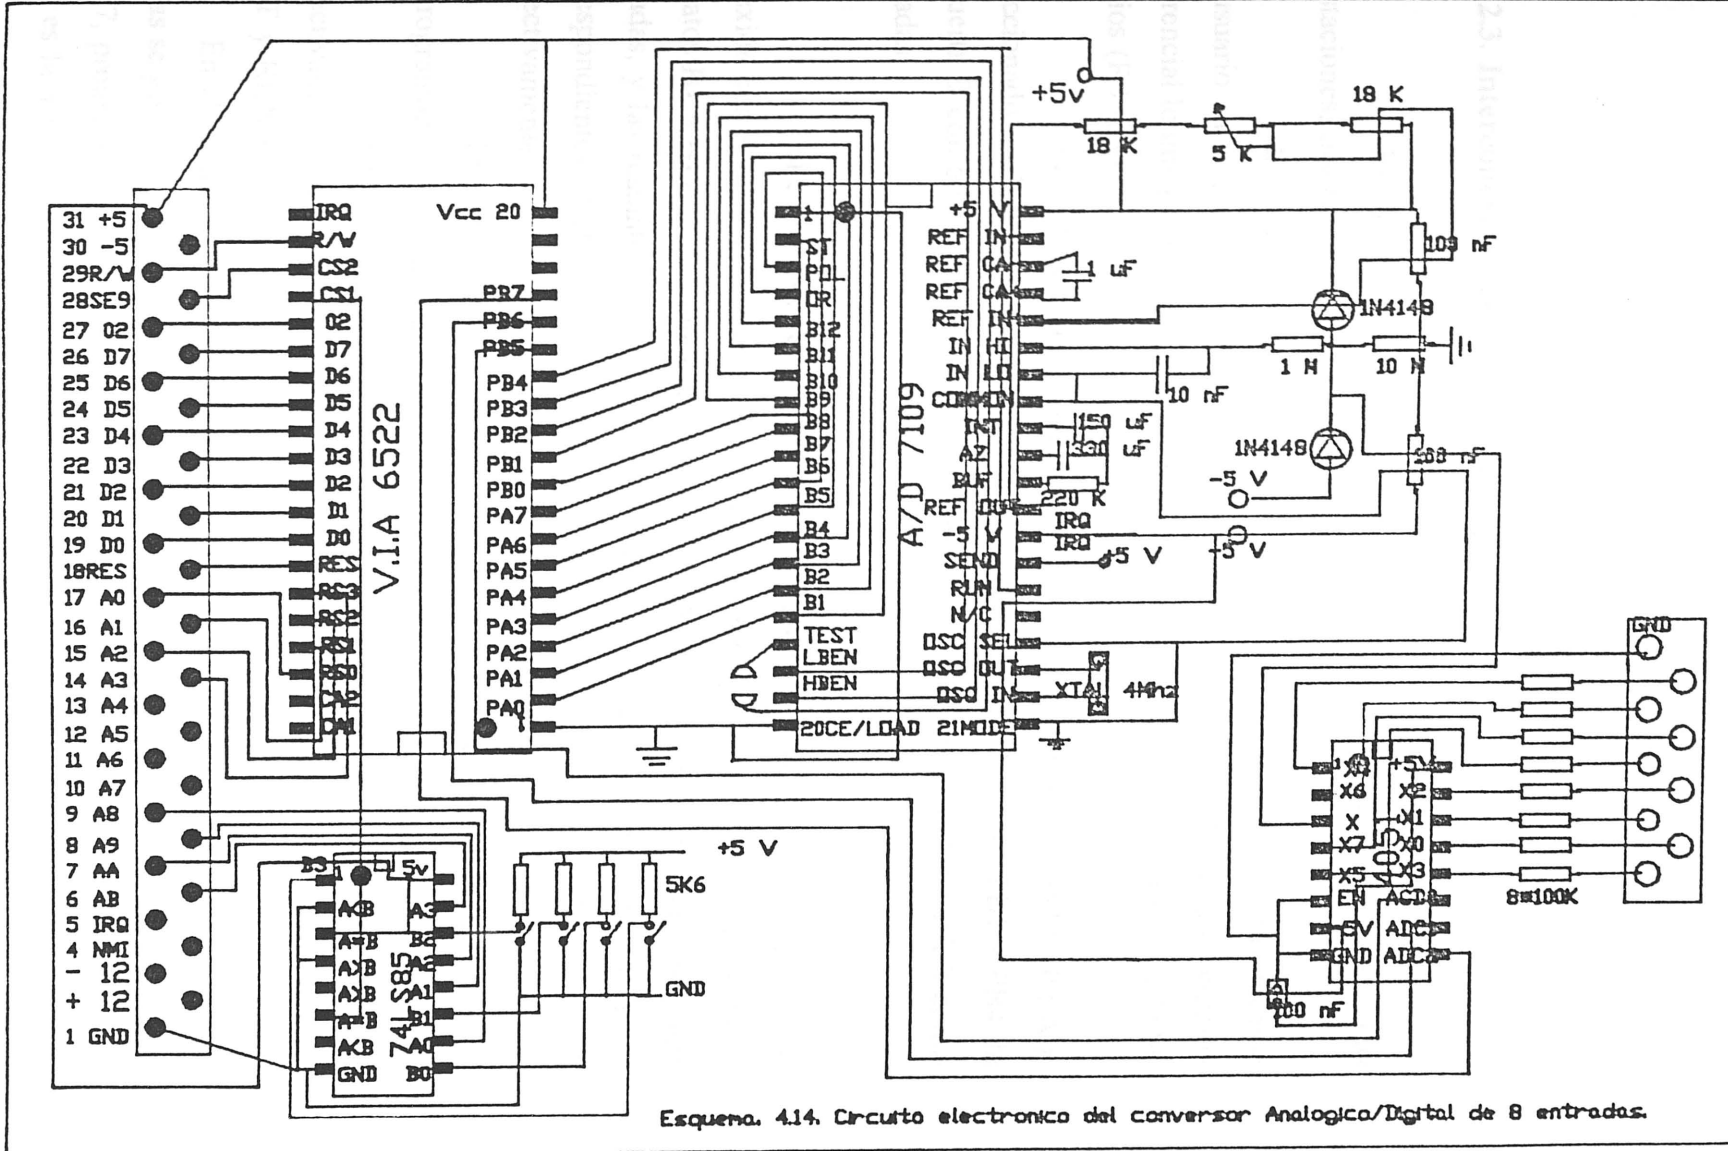 31 +5
30 -5
29R/W
28SE9
27 02
26 D7
25 D6
24 D5
23 D4
22 D3
21 D2
20 D1
19 D0
18RES
17 A0
16 A1
15 A2
14 A3
13 A4
12 A5
11 A6
10 A7
9 A8
8 A9
7 AA
6 AB
5 IRQ
4 NMI
- 12
+ 12
1 GND
IRQ
R/W
CS2
CS1
02
D7
D6
D5
D4
D3
D2
D1
D0
RES
RS3
RS2
RS1
RS0
CA2
CA1
V.I.A 6522
Vcc 20
PB7
PB6
PB5
PB4
PB3
PB2
PB1
PB0
PA7
PA6
PA5
PA4
PA3
PA2
PA1
PA0
1
1
ST
POL
OR
B12
B11
B10
B9
B8
B7
B6
B5
B4
B3
B2
B1
TEST
LBEN
HBEN
20CE/LOAD
A/D 7109
+5 V
REF IN
REF CA
REF CA
REF IN
IN HI
IN LO
COMMON
INT
AZ
BUF
REF OU
-5 V
SEND
RUN
N/C
OSC SEL
OSC OUT
OSC IN
21MODE
+5v
18 K
5 K
18 K
1 uF
1N4148
1 M
10 M
10 nF
150 uF
330 uF
220 K
IRQ
IRQ
+5 V
1N4148
-5 V
-5 V
XTAL 4Mhz
GND
X4
X6
X
X7
X5
EN
5V
GND
+5V
X2
X1
X0
X3
8*100K
100 nF
B3
1
5v
A<B
A=B
A>B
A>B
A=B
A<B
GND
74LS85
A3
B2
A2
A1
B1
A0
B0
+5 V
5K6
GND
Esquema. 4.14. Circuito electronico del conversor Analogico/Digital de 8 entradas.